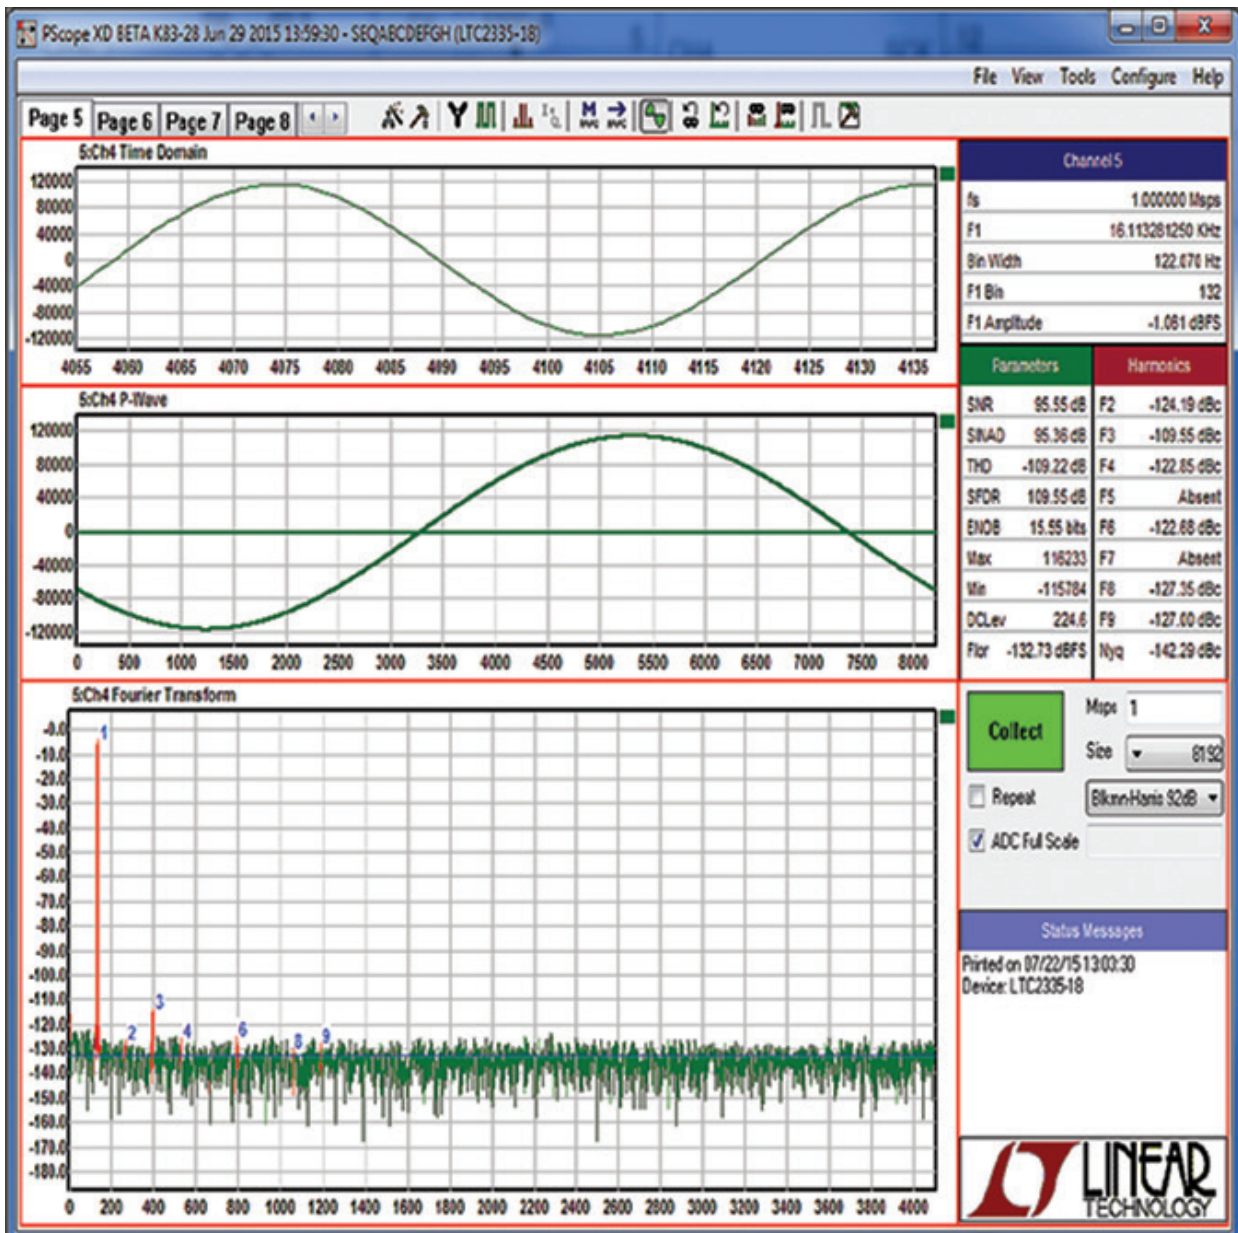 PScope XD BETA K83-28 Jun 29 2015 13:59:30 - SEQABCDEFGH (LTC2335-18)
File View Tools Configure Help
Page 5 Page 6 Page 7 Page 8
5:Ch4 Time Domain
120000
80000
40000
0
-40000
-80000
-120000
4055 4060 4065 4070 4075 4080 4085 4090 4095 4100 4105 4110 4115 4120 4125 4130 4135
5:Ch4 P-Wave
120000
80000
40000
0
-40000
-80000
-120000
0 500 1000 1500 2000 2500 3000 3500 4000 4500 5000 5500 6000 6500 7000 7500 8000
5:Ch4 Fourier Transform
-0.0
-10.0
-20.0
-30.0
-40.0
-50.0
-60.0
-70.0
-80.0
-90.0
-100.0
-110.0
-120.0
-130.0
-140.0
-150.0
-160.0
-170.0
-180.0
1
2
3
4
6
8
9
0 200 400 600 800 1000 1200 1400 1600 1800 2000 2200 2400 2600 2800 3000 3200 3400 3600 3800 4000
Channel 5
fs 1.000000 Msps
F1 16.113281250 KHz
Bin Width 122.070 Hz
F1 Bin 132
F1 Amplitude -1.061 dBFS
Parameters Harmonics
SNR 95.55 dB F2 -124.19 dBc
SINAD 95.36 dB F3 -109.55 dBc
THD -109.22 dB F4 -122.85 dBc
SFDR 109.55 dB F5 Absent
ENOB 15.55 bits F6 -122.68 dBc
Max 116233 F7 Absent
Min -115784 F8 -127.35 dBc
DCLev 224.6 F9 -127.00 dBc
Flor -132.73 dBFS Nyq -142.29 dBc
Collect
Msps 1
Size 8192
Repeat
Blkmn-Harris 92dB
ADC Full Scale
Status Messages
Printed on 07/22/15 13:03:30
Device: LTC2335-18
LINEAR
TECHNOLOGY